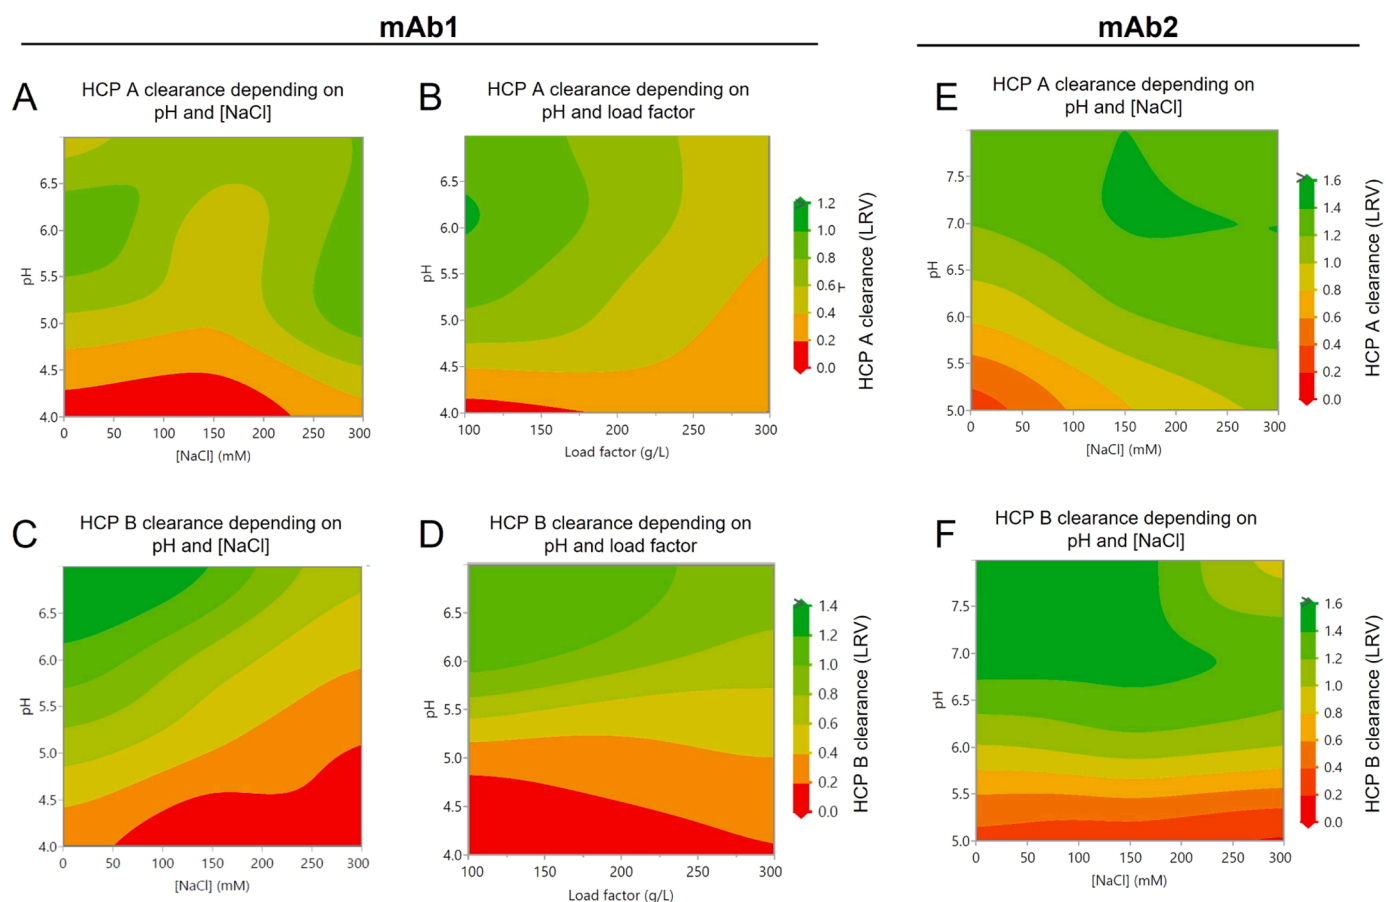 mAb1
mAb2
A
HCP A clearance depending on
pH and [NaCl]
6.5
6.0
5.5
5.0
4.5
4.0
pH
0 50 100 150 200 250 300
[NaCl] (mM)
B
HCP A clearance depending on
pH and load factor
6.5
6.0
5.5
5.0
4.5
4.0
pH
100 150 200 250 300
Load factor (g/L)
1.2
1.0
0.8
0.6
0.4
0.2
0.0
HCP A clearance (LRV)
E
HCP A clearance depending on
pH and [NaCl]
7.5
7.0
6.5
6.0
5.5
5.0
pH
0 50 100 150 200 250 300
[NaCl] (mM)
1.6
1.4
1.2
1.0
0.8
0.6
0.4
0.2
0.0
HCP A clearance (LRV)
C
HCP B clearance depending on
pH and [NaCl]
6.5
6.0
5.5
5.0
4.5
4.0
pH
0 50 100 150 200 250 300
[NaCl] (mM)
D
HCP B clearance depending on
pH and load factor
6.5
6.0
5.5
5.0
4.5
4.0
pH
100 150 200 250 300
Load factor (g/L)
1.4
1.2
1.0
0.8
0.6
0.4
0.2
0.0
HCP B clearance (LRV)
F
HCP B clearance depending on
pH and [NaCl]
7.5
7.0
6.5
6.0
5.5
5.0
pH
0 50 100 150 200 250 300
[NaCl] (mM)
1.6
1.4
1.2
1.0
0.8
0.6
0.4
0.2
0.0
HCP B clearance (LRV)